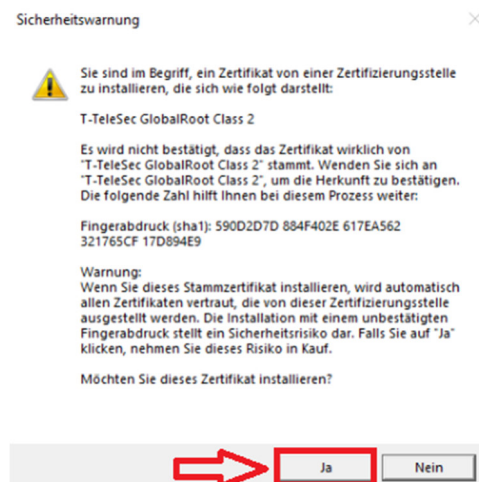 Sicherheitswarnung
Sie sind im Begriff, ein Zertifikat von einer Zertifizierungsstelle
zu installieren, die sich wie folgt darstellt:
T-TeleSec GlobalRoot Class 2
Es wird nicht bestätigt, dass das Zertifikat wirklich von
"T-TeleSec GlobalRoot Class 2" stammt. Wenden Sie sich an
"T-TeleSec GlobalRoot Class 2", um die Herkunft zu bestätigen.
Die folgende Zahl hilft Ihnen bei diesem Prozess weiter:
Fingerabdruck (sha1): 590D2D7D 884F402E 617EA562
321765CF 17D894E9
Warnung:
Wenn Sie dieses Stammzertifikat installieren, wird automatisch
allen Zertifikaten vertraut, die von dieser Zertifizierungsstelle
ausgestellt werden. Die Installation mit einem unbestätigten
Fingerabdruck stellt ein Sicherheitsrisiko dar. Falls Sie auf "Ja"
klicken, nehmen Sie dieses Risiko in Kauf.
Möchten Sie dieses Zertifikat installieren?
Ja
Nein